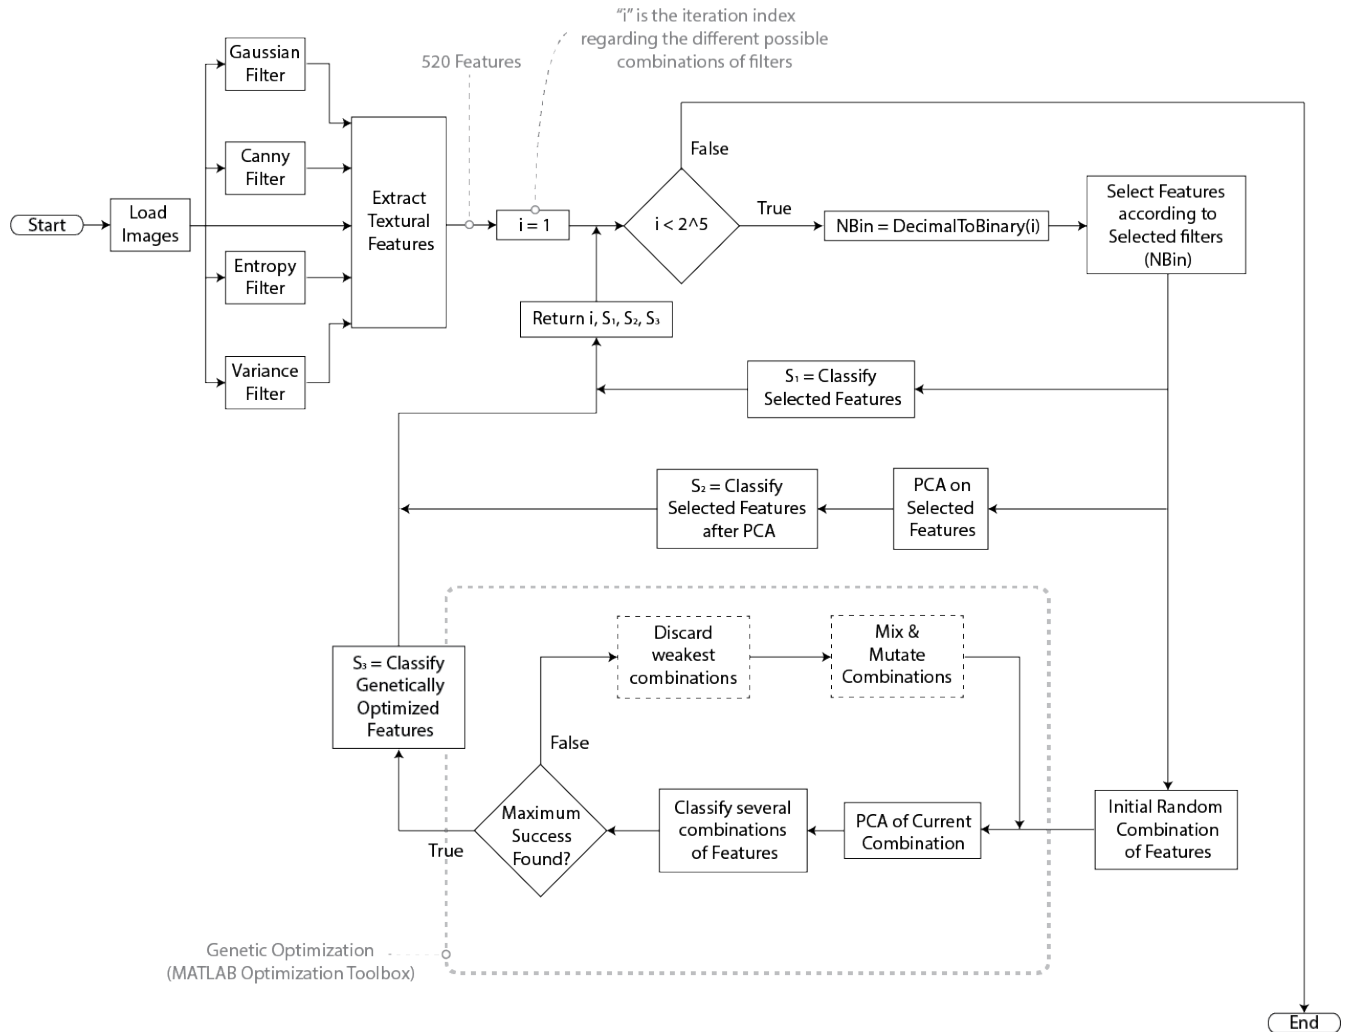 "i" is the iteration index
regarding the different possible
combinations of filters
520 Features
Gaussian
Filter
Canny
Filter
Start
Load
Images
Entropy
Filter
Variance
Filter
Extract
Textural
Features
i = 1
False
i < 2^5
True
NBin = DecimalToBinary(i)
Select Features
according to
Selected filters
(NBin)
Return i, S₁, S₂, S₃
S₁ = Classify
Selected Features
S₂ = Classify
Selected Features
after PCA
PCA on
Selected
Features
Discard
weakest
combinations
Mix &
Mutate
Combinations
S₃ = Classify
Genetically
Optimized
Features
False
Maximum
Success
Found?
True
Classify several
combinations
of Features
PCA of Current
Combination
Initial Random
Combination
of Features
Genetic Optimization
(MATLAB Optimization Toolbox)
End